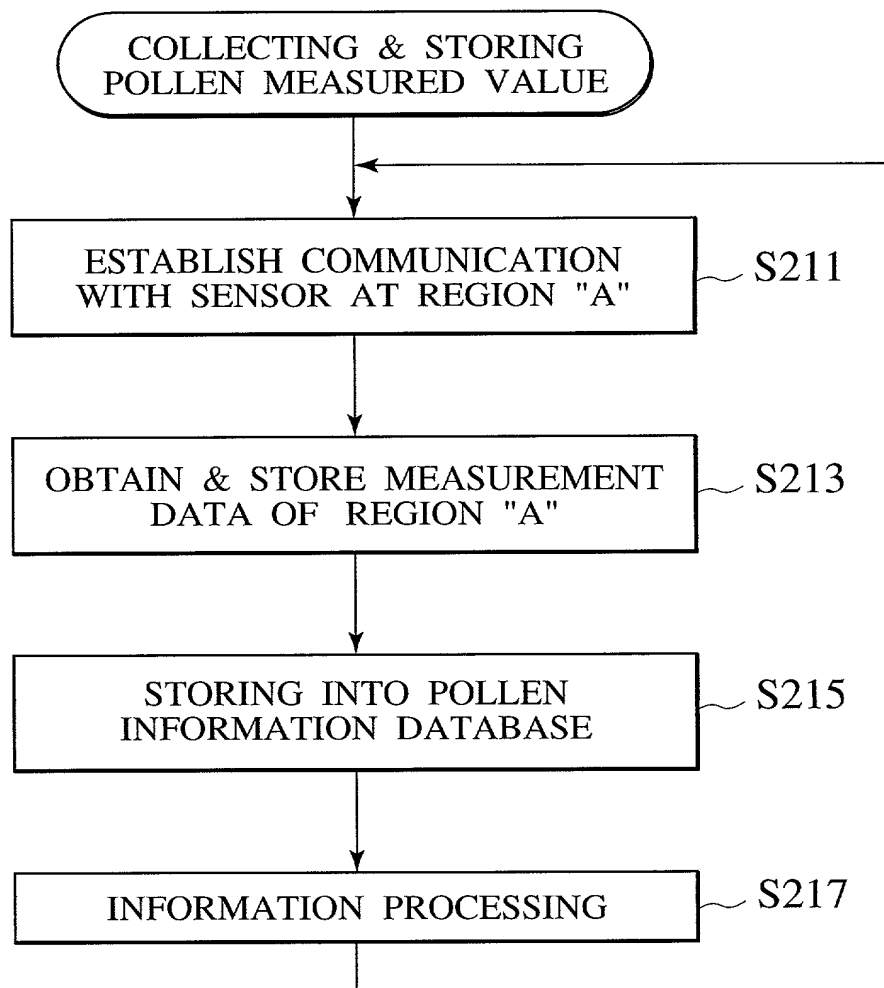 COLLECTING & STORING
POLLEN MEASURED VALUE
ESTABLISH COMMUNICATION
WITH SENSOR AT REGION "A"
S211
OBTAIN & STORE MEASUREMENT
DATA OF REGION "A"
S213
STORING INTO POLLEN
INFORMATION DATABASE
S215
INFORMATION PROCESSING
S217